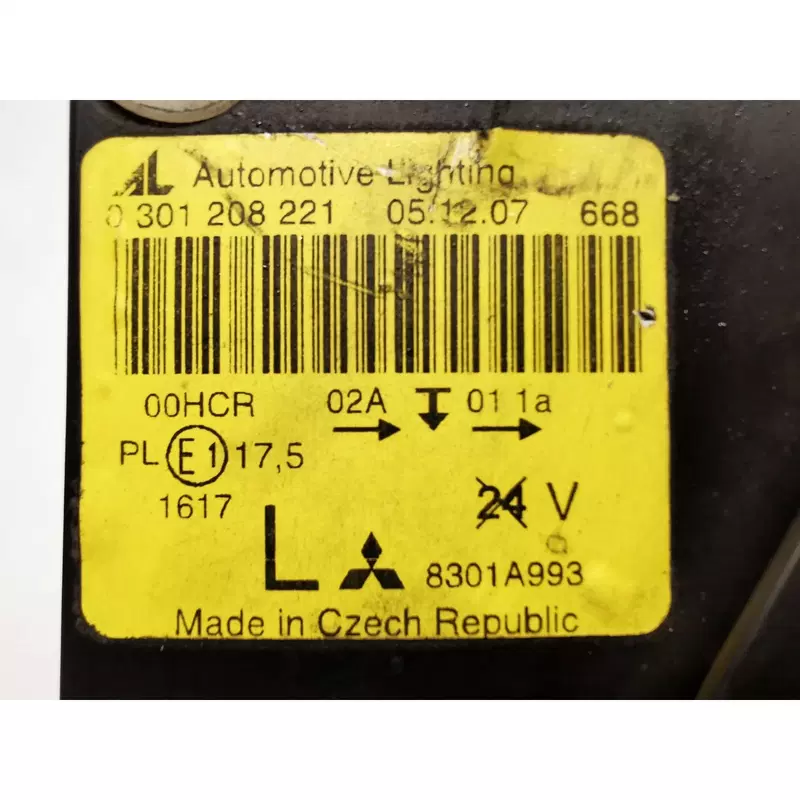 AL Automotive Lighting
0 301 208 221 05.12.07 668
00HCR 02A 01 1a
PL E1 17,5
1617
24 V
L 8301A993
Made in Czech Republic